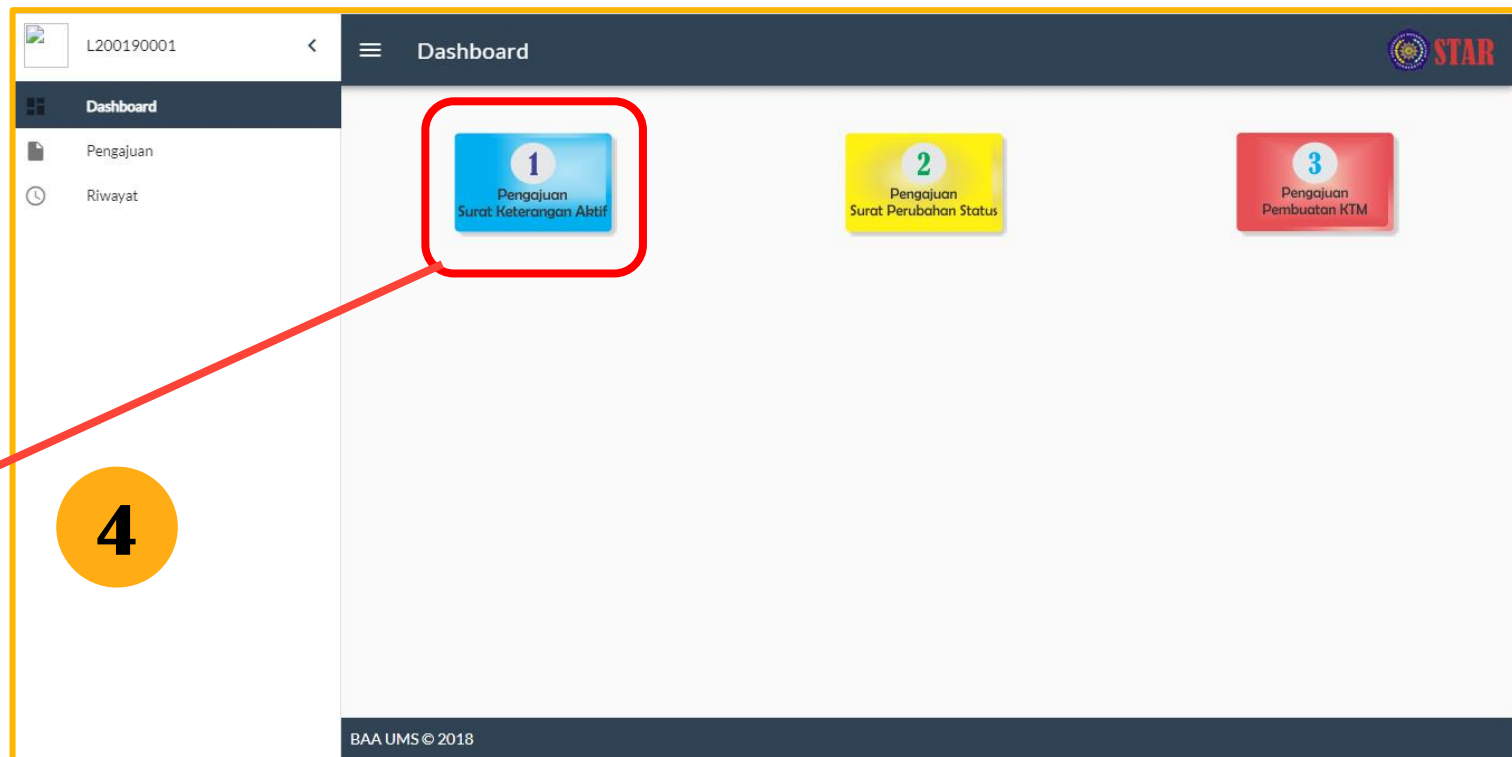 L200190001
Dashboard
STAR
Dashboard
Pengajuan
Riwayat
1
Pengajuan
Surat Keterangan Aktif
2
Pengajuan
Surat Perubahan Status
3
Pengajuan
Pembuatan KTM
4
BAA UMS © 2018